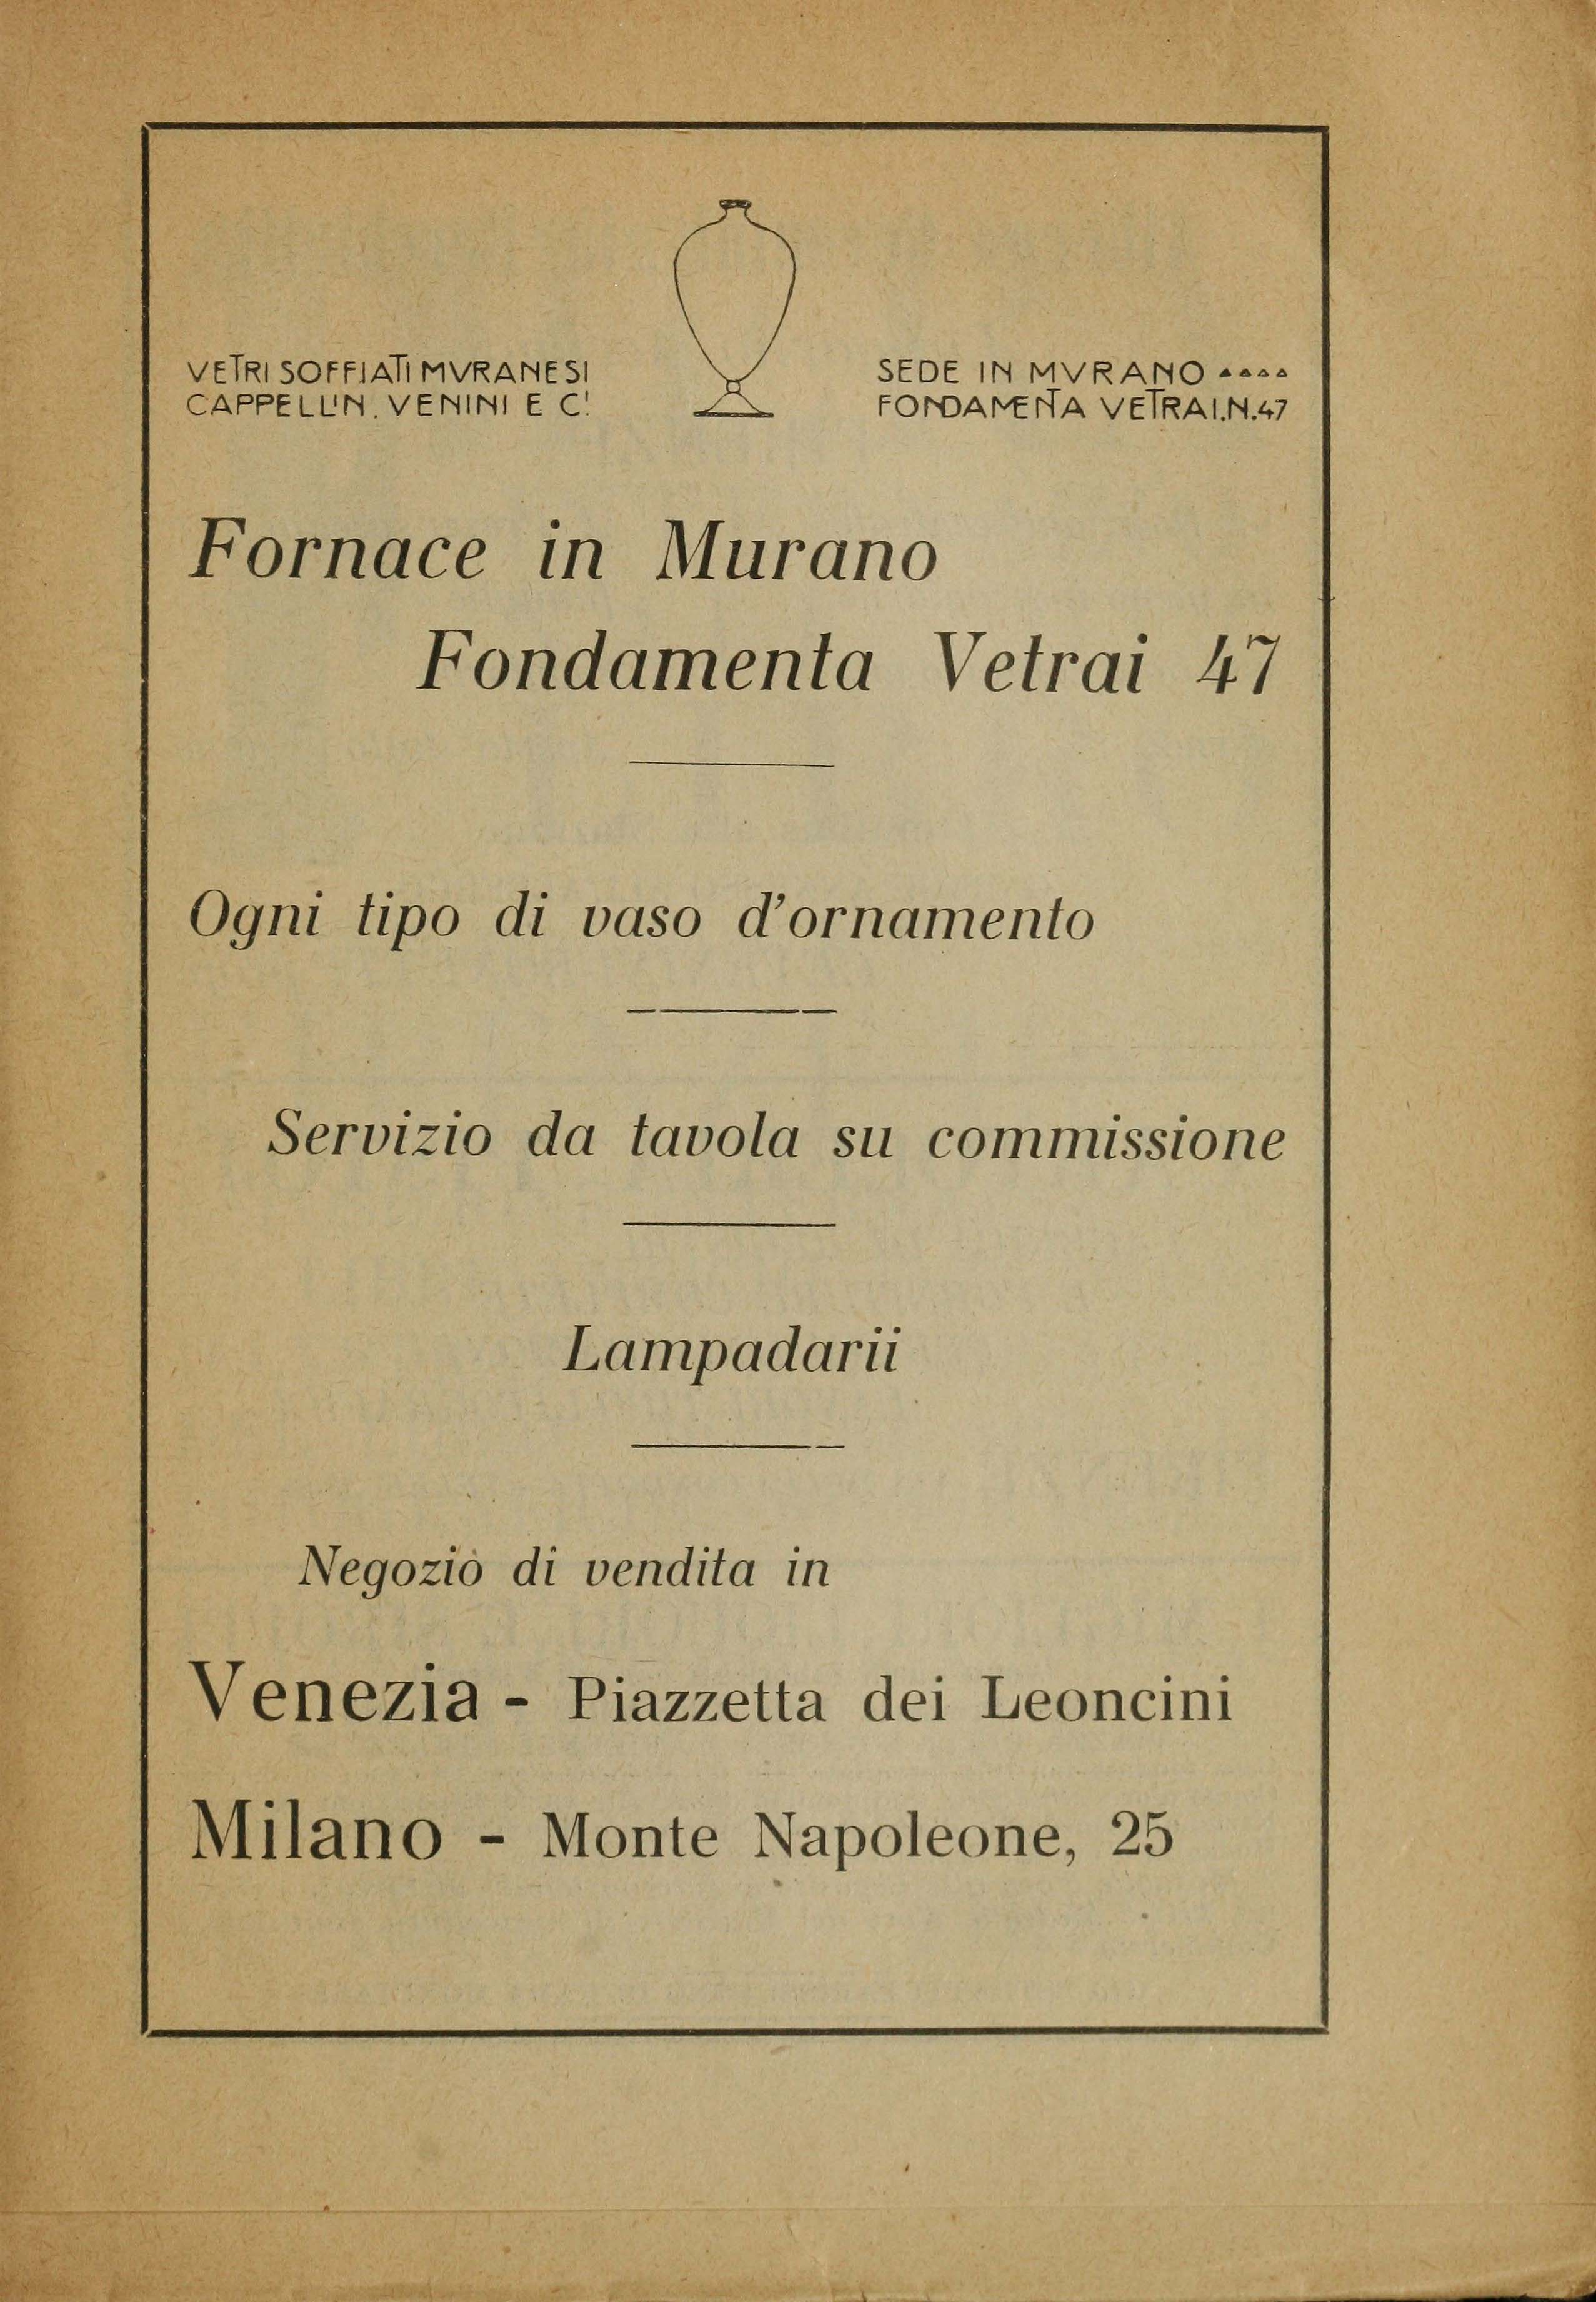 VETRI SOFFIATI MVRANESI
CAPPELLIN. VENINI E Ci.
SEDE IN MVRANO
FONDAMENTA VETRAI.N.47
Fornace in Murano
Fondamenta Vetrai 47
Ogni tipo di vaso d'ornamento
Servizio da tavola su commissione
Lampadarii
Negozio di vendita in
Venezia - Piazzetta dei Leoncini
Milano - Monte Napoleone, 25